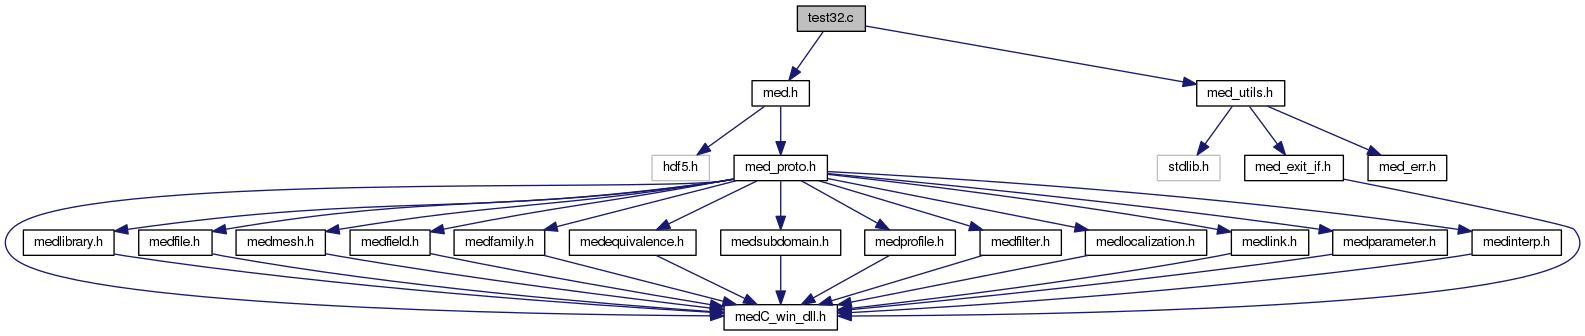 test32.c
med.h
med_utils.h
hdf5.h
med_proto.h
stdlib.h
med_exit_if.h
med_err.h
medlibrary.h
medfile.h
medmesh.h
medfield.h
medfamily.h
medequivalence.h
medsubdomain.h
medprofile.h
medfilter.h
medlocalization.h
medlink.h
medparameter.h
medinterp.h
medC_win_dll.h